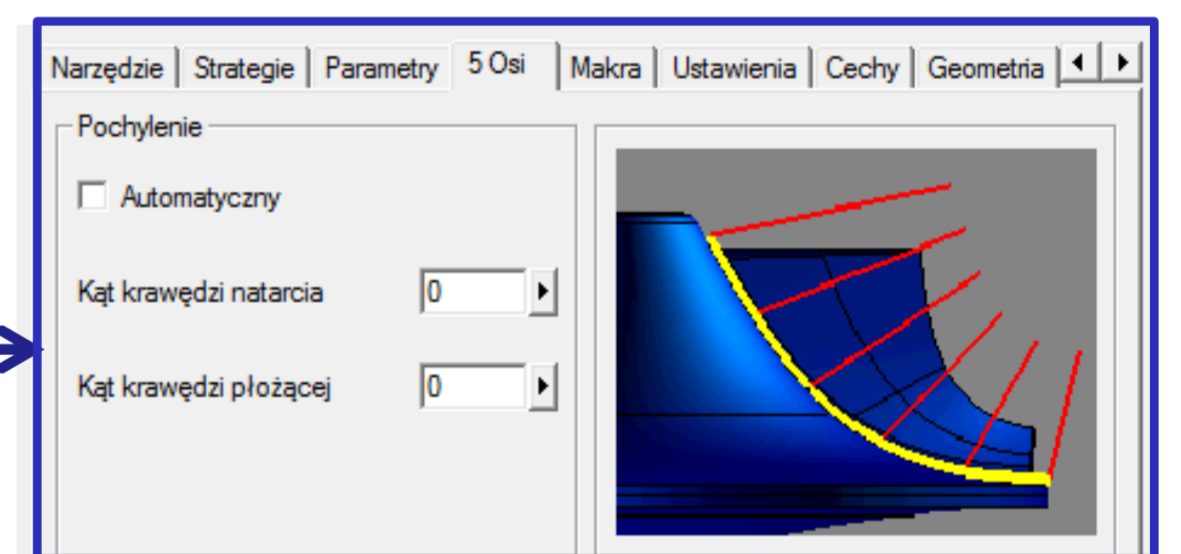 Narzędzie Strategie Parametry 5 Osi Makra Ustawienia Cechy Geometria
Pochylenie
Automatyczny
Kąt krawędzi natarcia 0
Kąt krawędzi płożącej 0